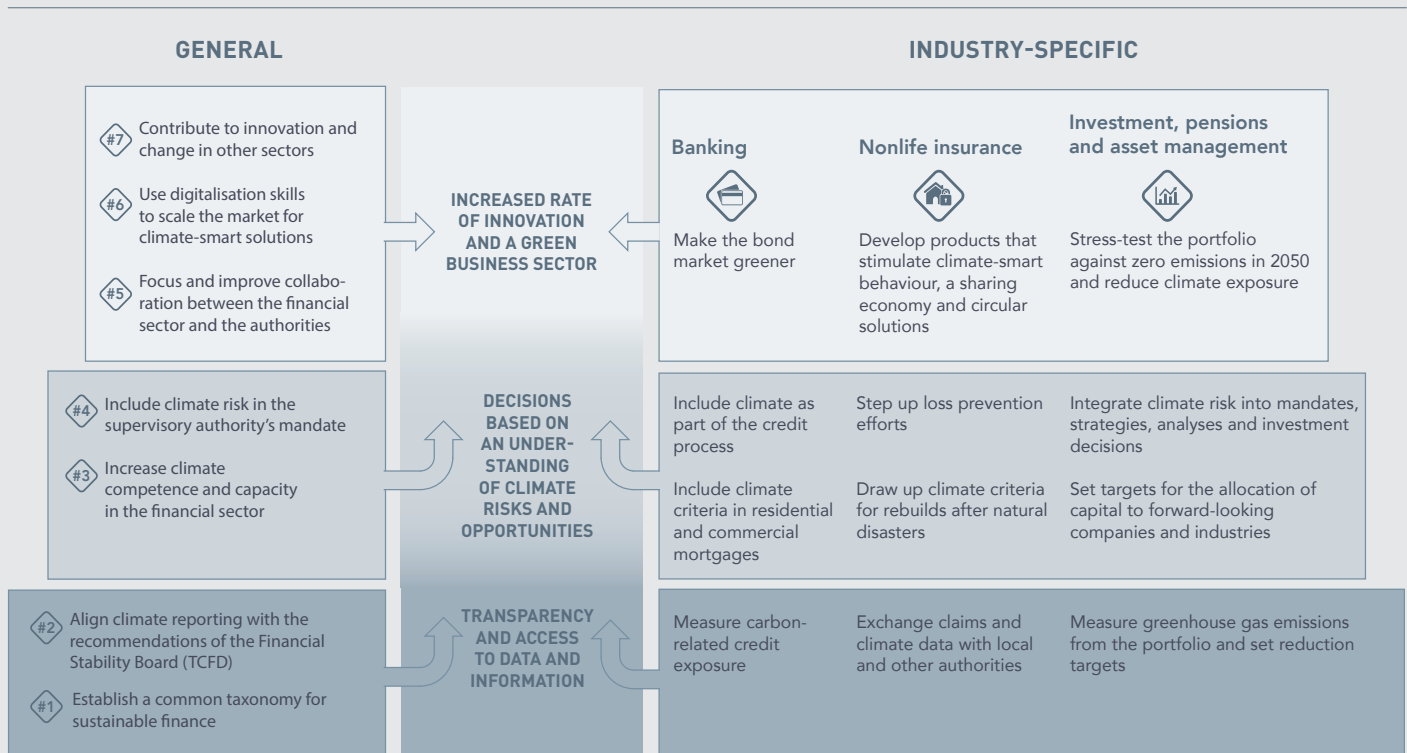 GENERAL
INDUSTRY-SPECIFIC
#7
Contribute to innovation and
change in other sectors
#6
Use digitalisation skills
to scale the market for
climate-smart solutions
#5
Focus and improve collabo-
ration between the financial
sector and the authorities
INCREASED RATE
OF INNOVATION
AND A GREEN
BUSINESS SECTOR
Banking
Make the bond
market greener
Nonlife insurance
Develop products that
stimulate climate-smart
behaviour, a sharing
economy and circular
solutions
Investment, pensions
and asset management
Stress-test the portfolio
against zero emissions in 2050
and reduce climate exposure
#4
Include climate risk in the
supervisory authority's mandate
#3
Increase climate
competence and capacity
in the financial sector
DECISIONS
BASED ON
AN UNDER-
STANDING
OF CLIMATE
RISKS AND
OPPORTUNITIES
Include climate as
part of the credit
process
Include climate
criteria in residential
and commercial
mortgages
Step up loss prevention
efforts
Draw up climate criteria
for rebuilds after natural
disasters
Integrate climate risk into mandates,
strategies, analyses and investment
decisions
Set targets for the allocation of
capital to forward-looking
companies and industries
#2
Align climate reporting with the
recommendations of the Financial
Stability Board (TCFD)
#1
Establish a common taxonomy for
sustainable finance
TRANSPARENCY
AND ACCESS
TO DATA AND
INFORMATION
Measure carbon-
related credit
exposure
Exchange claims and
climate data with local
and other authorities
Measure greenhouse gas emissions
from the portfolio and set reduction
targets